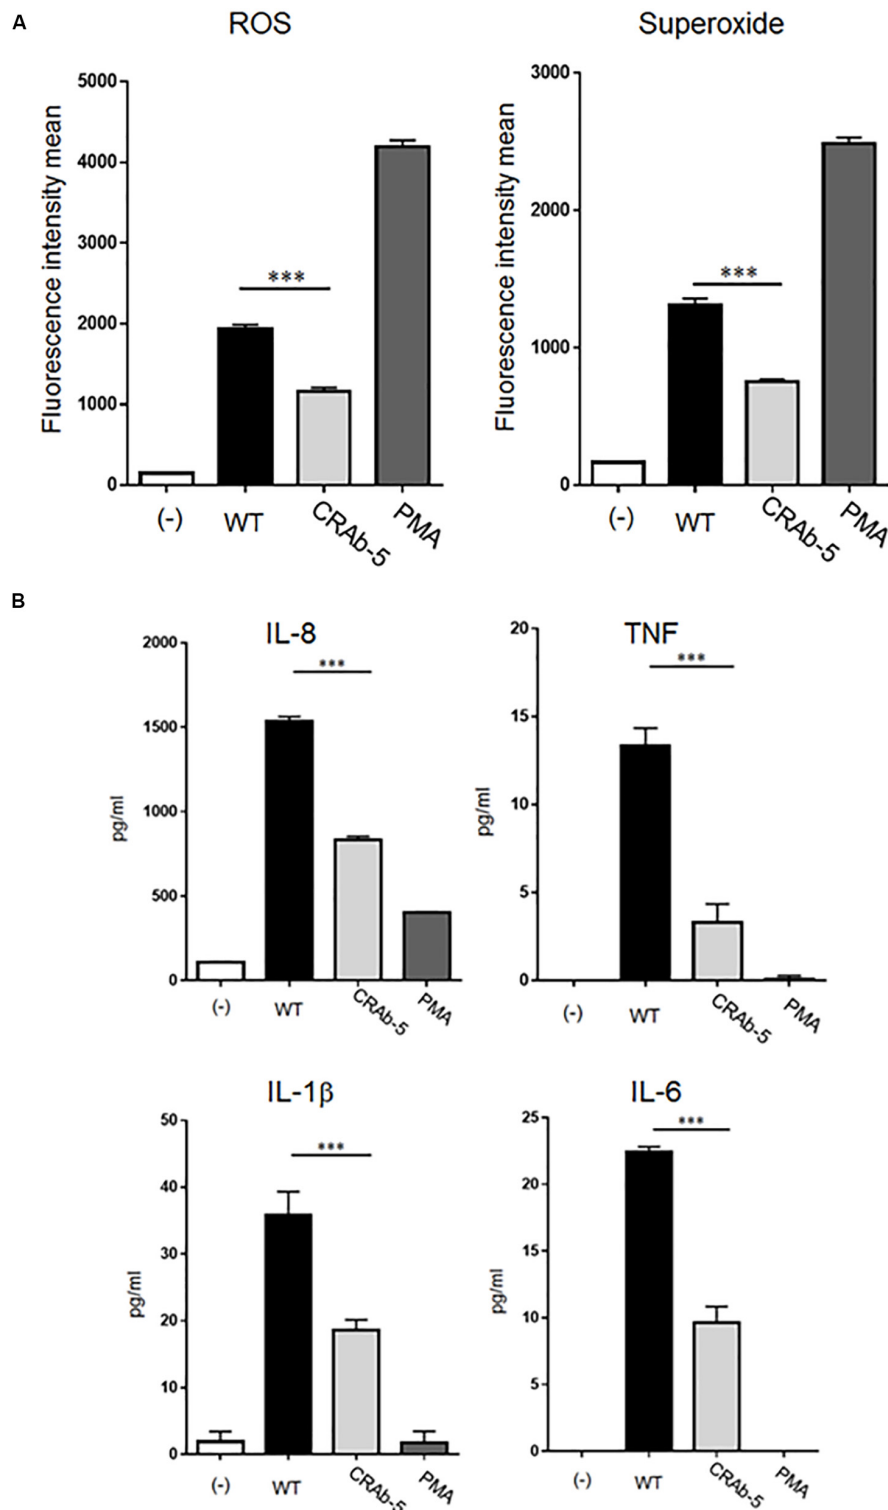 A
ROS
Superoxide
Fluorescence intensity mean
5000
4000
3000
2000
1000
0
***
(-)
WT
CRAb-5
PMA
Fluorescence intensity mean
3000
2000
1000
0
***
(-)
WT
CRAb-5
PMA
B
IL-8
pg/ml
2000
1500
1000
500
0
***
(-)
WT
CRAb-5
PMA
TNF
pg/ml
20
15
10
5
0
***
(-)
WT
CRAb-5
PMA
IL-1β
pg/ml
50
40
30
20
10
0
***
(-)
WT
CRAb-5
PMA
IL-6
pg/ml
25
20
15
10
5
0
***
(-)
WT
CRAb-5
PMA